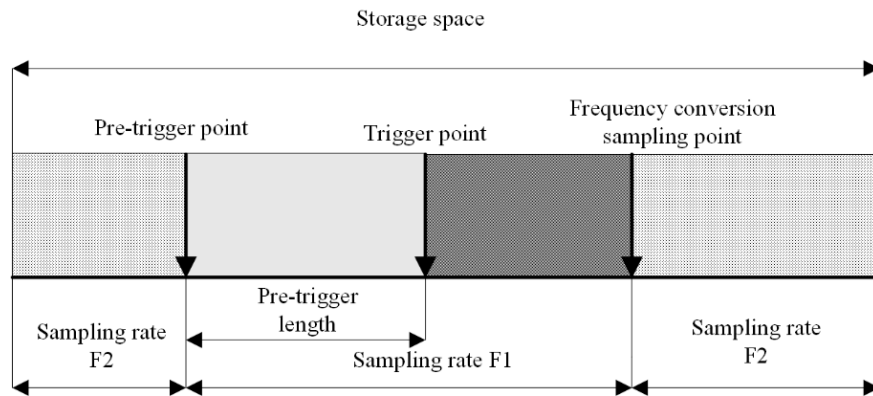 Storage space
Pre-trigger point
Trigger point
Frequency conversion
sampling point
Pre-trigger
length
Sampling rate
F2
Sampling rate F1
Sampling rate
F2